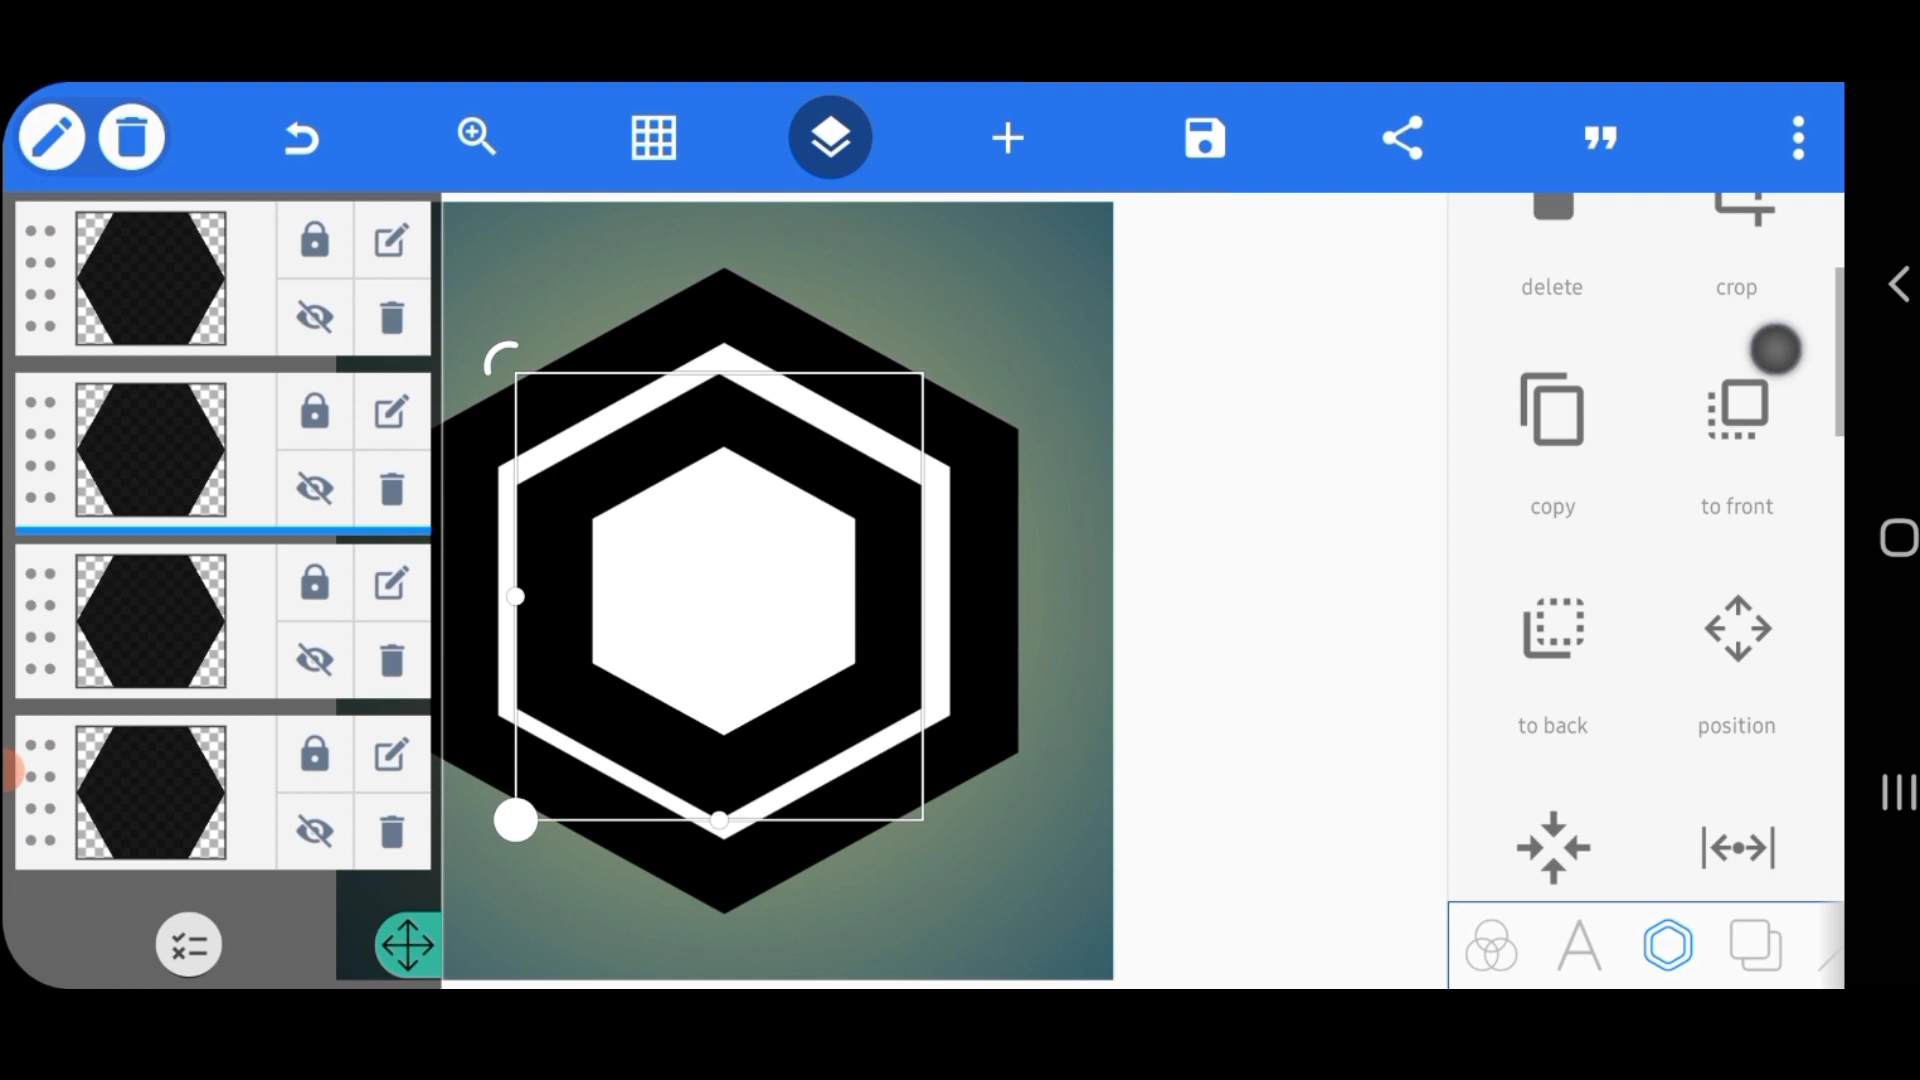 delete
crop
copy
to front
to back
position